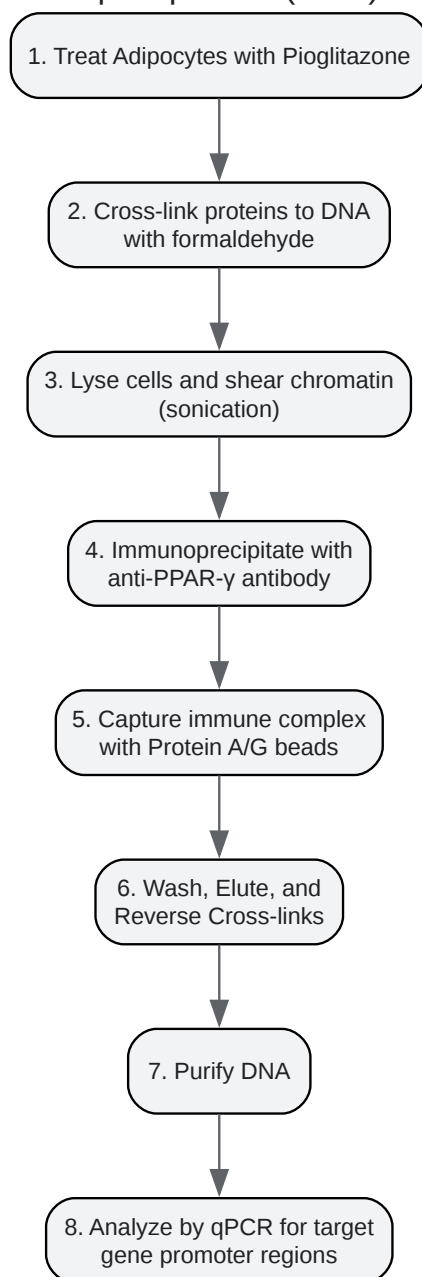 1. Treat Adipocytes with Pioglitazone
2. Cross-link proteins to DNA
with formaldehyde
3. Lyse cells and shear chromatin
(sonication)
4. Immunoprecipitate with
anti-PPAR-γ antibody
5. Capture immune complex
with Protein A/G beads
6. Wash, Elute, and
Reverse Cross-links
7. Purify DNA
8. Analyze by qPCR for target
gene promoter regions